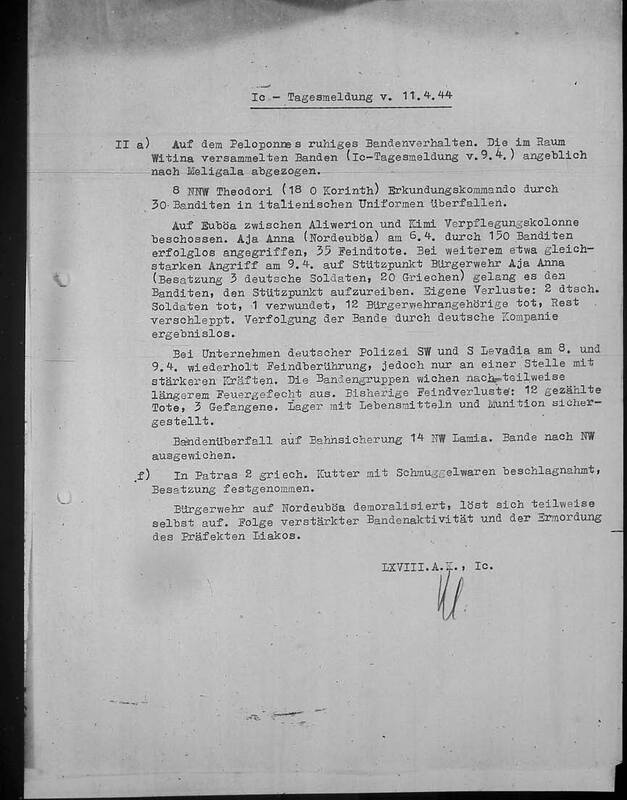 Ic - Tagesmeldung v. 11.4.44
II a) Auf dem Peloponnes ruhiges Bandenverhalten. Die im Raum
Witina versammelten Banden (Ic-Tagesmeldung v.9.4.) angeblich
nach Meligala abgezogen.
8 NNW Theodori (18 O Korinth) Erkundungskommando durch
30 Banditen in italienischen Uniformen überfallen.
Auf Euböa zwischen Aliwerion und Kimi Verpflegungskolonne
beschossen. Aja Anna (Nordeuböa) am 6.4. durch 150 Banditen
erfolglos angegriffen, 35 Feindtote. Bei weiterem etwa gleich-
starken Angriff am 9.4. auf Stützpunkt Bürgerwehr Aja Anna
(Besatzung 3 deutsche Soldaten, 20 Griechen) gelang es den
Banditen, den Stützpunkt aufzureiben. Eigene Verluste: 2 dtsch.
Soldaten tot, 1 verwundet, 12 Bürgerwehrangehörige tot, Rest
verschleppt. Verfolgung der Bande durch deutsche Kompanie
ergebnislos.
Bei Unternehmen deutscher Polizei SW und S Levadia am 8. und
9.4. wiederholt Feindberührung, jedoch nur an einer Stelle mit
stärkeren Kräften. Die Bandengruppen wichen nach teilweise
längerem Feuergefecht aus. Bisherige Feindverluste: 12 gezählte
Tote, 3 Gefangene. Lager mit Lebensmitteln und Munition sicher-
gestellt.
Bandenüberfall auf Bahnsicherung 14 NW Lamia. Bande nach NW
ausgewichen.
f) In Patras 2 griech. Kutter mit Schmuggelwaren beschlagnahmt,
Besatzung festgenommen.
Bürgerwehr auf Nordeuböa demoralisiert, löst sich teilweise
selbst auf. Folge verstärkter Bandenaktivität und der Ermordung
des Präfekten Liakos.
LXVIII.A.K., Ic.